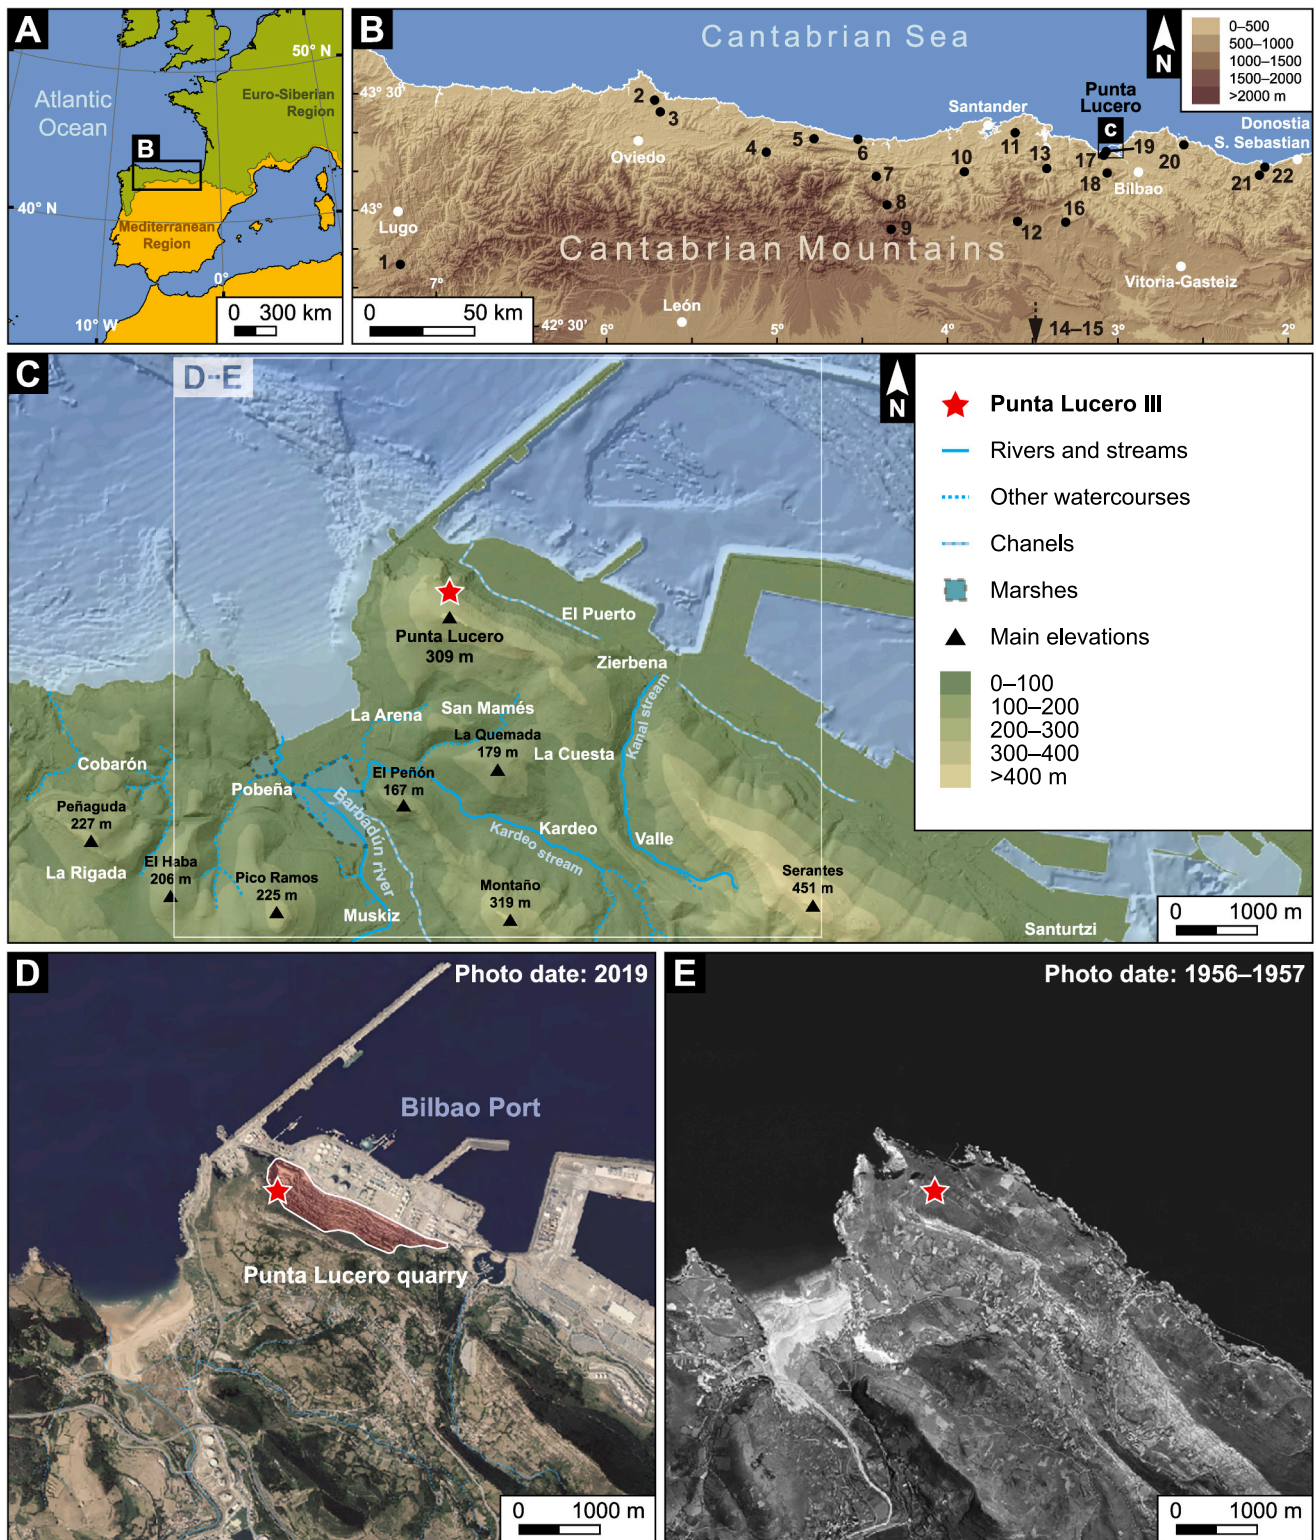 A
50° N
Euro-Siberian
Region
Atlantic
Ocean
B
40° N
Mediterranean
Region
0°
10° W
0 300 km
B
Cantabrian Sea
N
0–500
500–1000
1000–1500
1500–2000
>2000 m
43° 30'
2
3
Oviedo
4
5
6
7
8
9
10
Santander
11
13
Punta
Lucero
C
17
19
18
Bilbao
20
Donostia
S. Sebastian
21
22
12
16
43°
Lugo
1
Cantabrian Mountains
Vitoria-Gasteiz
7°
0 50 km
León
42° 30'
6°
5°
4°
14–15
3°
2°
C
D-E
N
Punta Lucero III
Rivers and streams
Other watercourses
Chanels
Marshes
Main elevations
0–100
100–200
200–300
300–400
>400 m
El Puerto
Punta Lucero
309 m
Zierbena
Kanal stream
San Mamés
La Arena
La Quemada
179 m
La Cuesta
Cobarón
El Peñón
167 m
Pobeña
Barbadún river
Peñaguda
227 m
Kardeo
Kardeo stream
Valle
El Haba
206 m
La Rigada
Pico Ramos
225 m
Montaño
319 m
Serantes
451 m
Muskiz
Santurtzi
0 1000 m
D
Photo date: 2019
Bilbao Port
Punta Lucero quarry
0 1000 m
E
Photo date: 1956–1957
0 1000 m